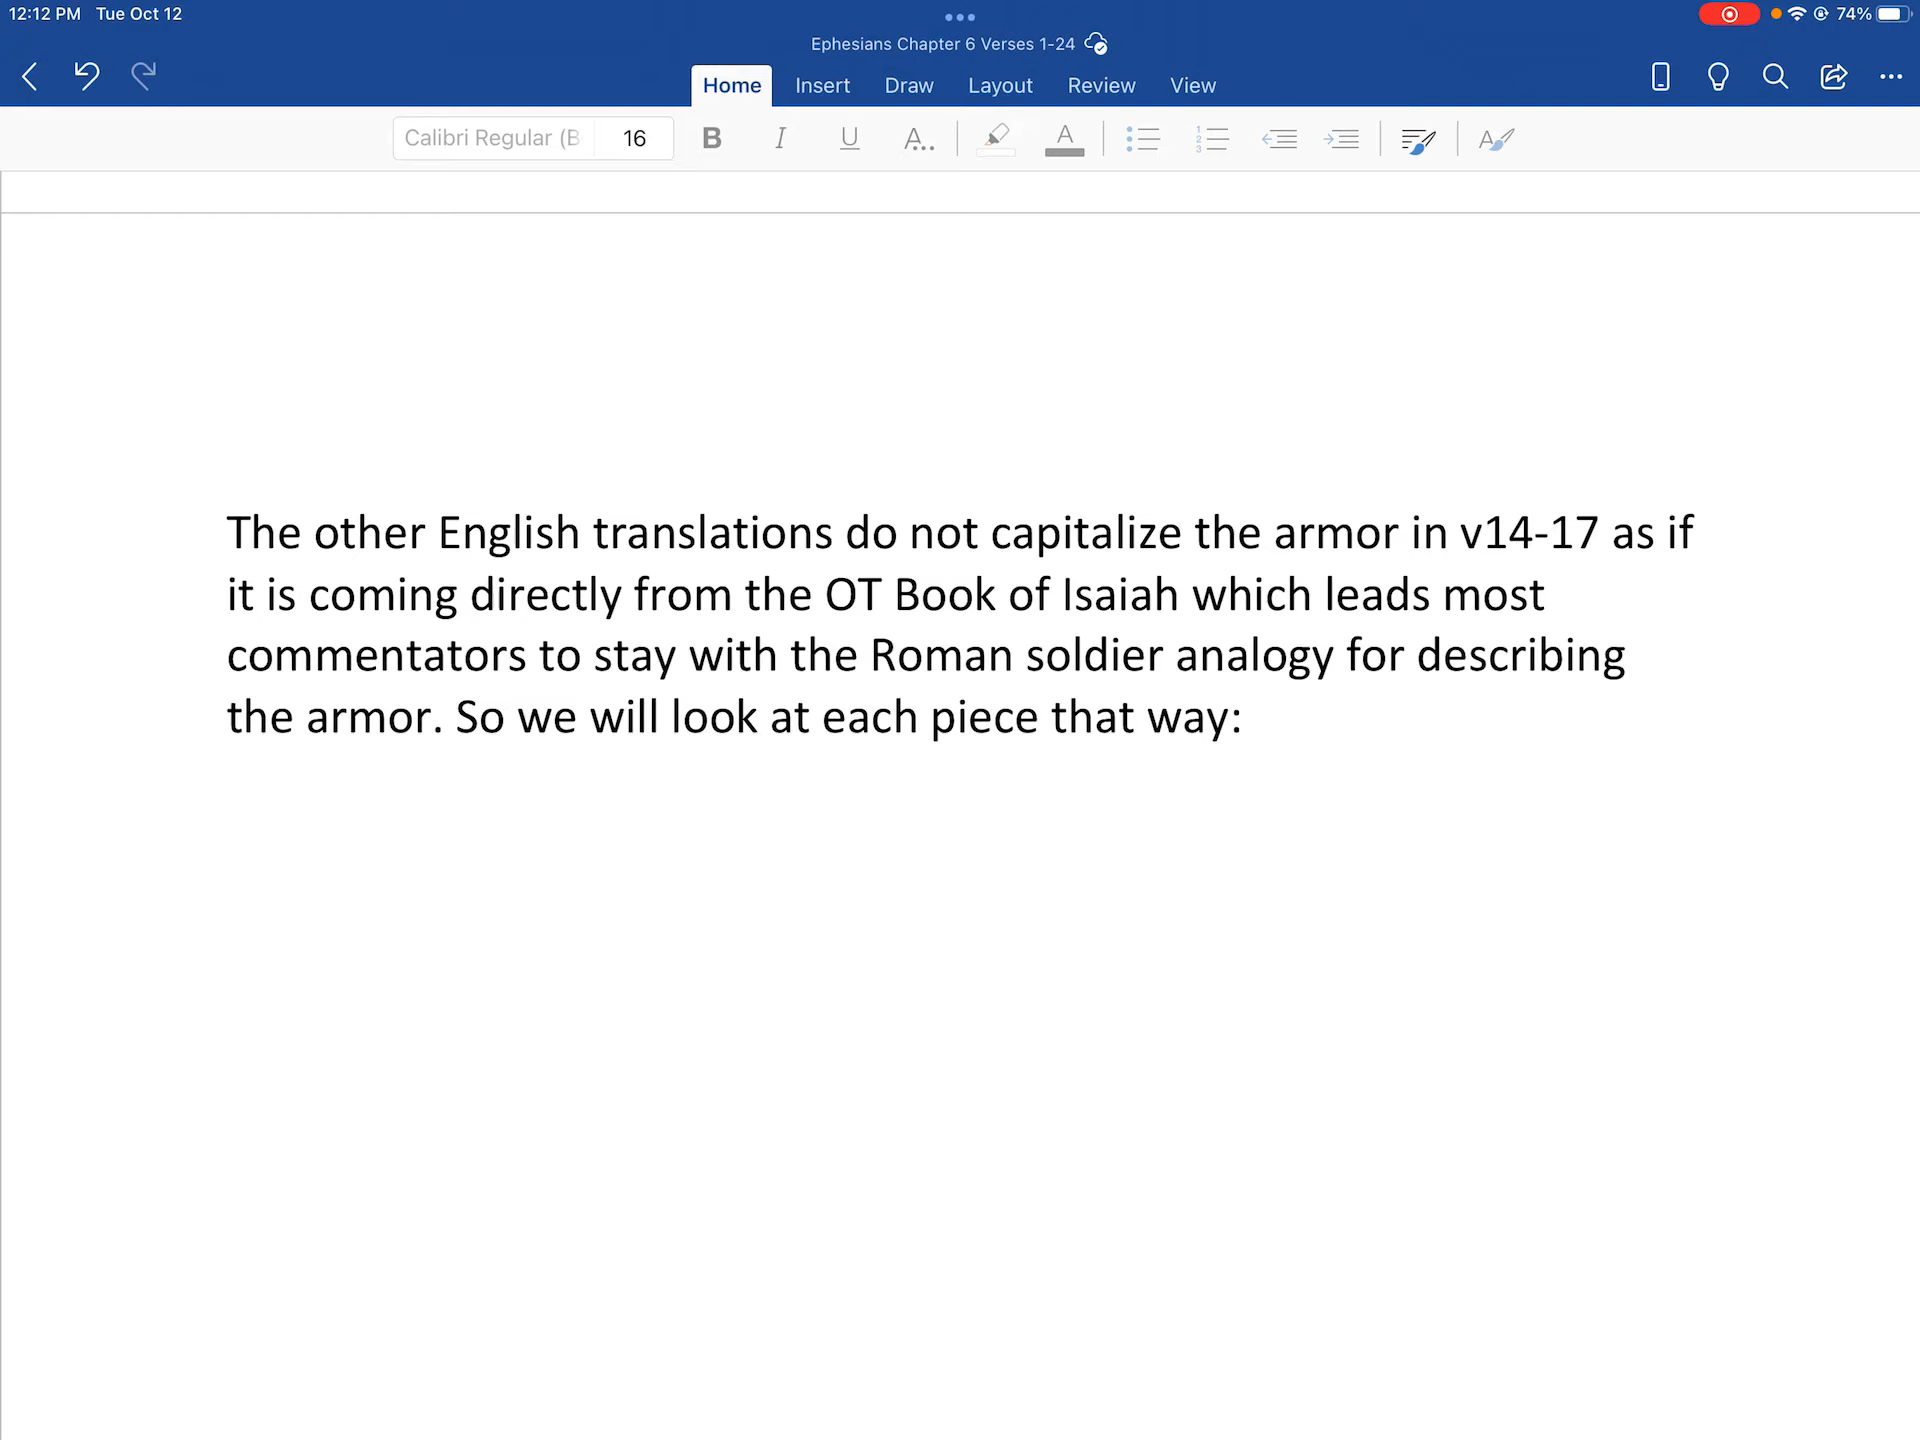 12:12 PM Tue Oct 12
74%
Ephesians Chapter 6 Verses 1-24
Home Insert Draw Layout Review View
Calibri Regular (B 16 B I U A.. A
The other English translations do not capitalize the armor in v14-17 as if
it is coming directly from the OT Book of Isaiah which leads most
commentators to stay with the Roman soldier analogy for describing
the armor. So we will look at each piece that way: